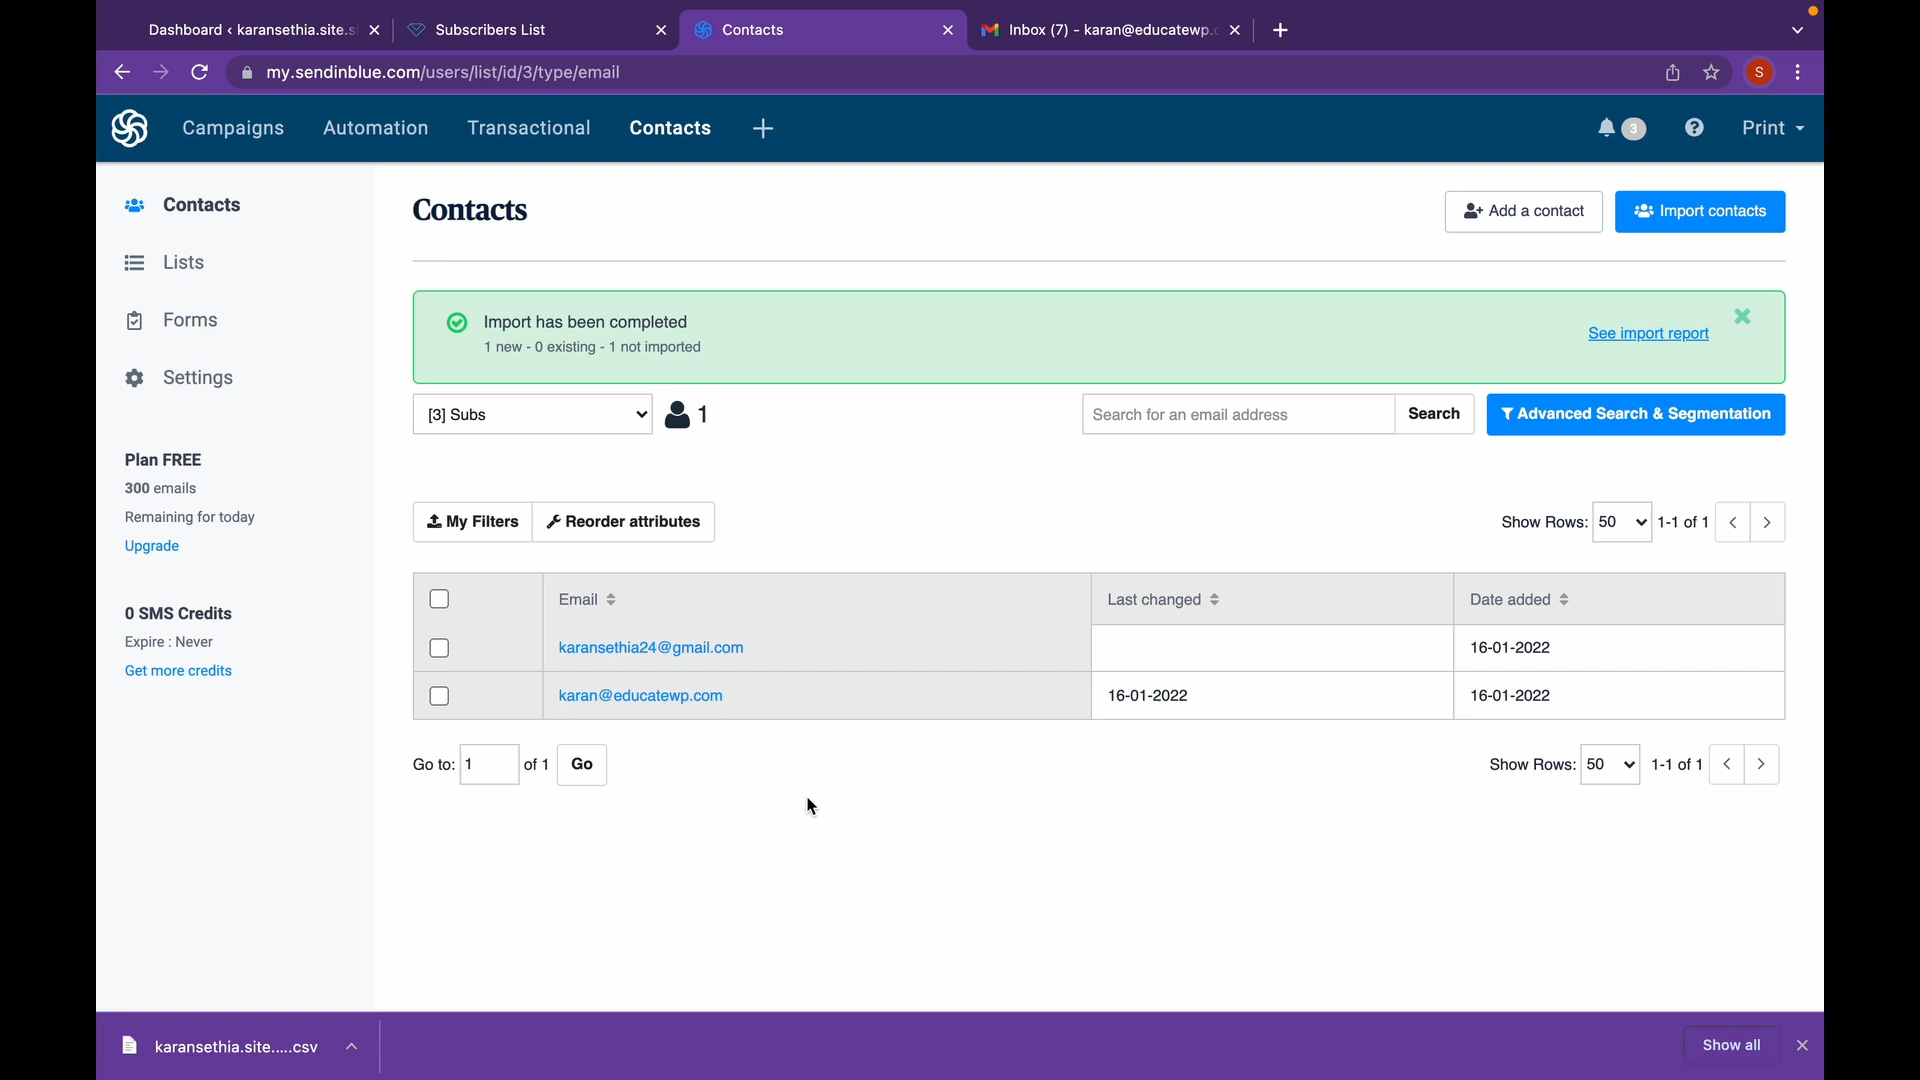 Dashboard ‹ karansethia.site.s
Subscribers List
Contacts
Inbox (7) - karan@educatewp.c
my.sendinblue.com/users/list/id/3/type/email
S
Campaigns
Automation
Transactional
Contacts
3
Print
Contacts
Lists
Forms
Settings
Plan FREE
300 emails
Remaining for today
Upgrade
0 SMS Credits
Expire : Never
Get more credits
Contacts
Add a contact
Import contacts
Import has been completed
1 new - 0 existing - 1 not imported
See import report
[3] Subs
1
Search for an email address
Search
Advanced Search & Segmentation
My Filters
Reorder attributes
Show Rows: 50 1-1 of 1
Email
Last changed
Date added
karansethia24@gmail.com
16-01-2022
karan@educatewp.com
16-01-2022
16-01-2022
Go to: 1 of 1 Go
Show Rows: 50 1-1 of 1
karansethia.site.....csv
Show all